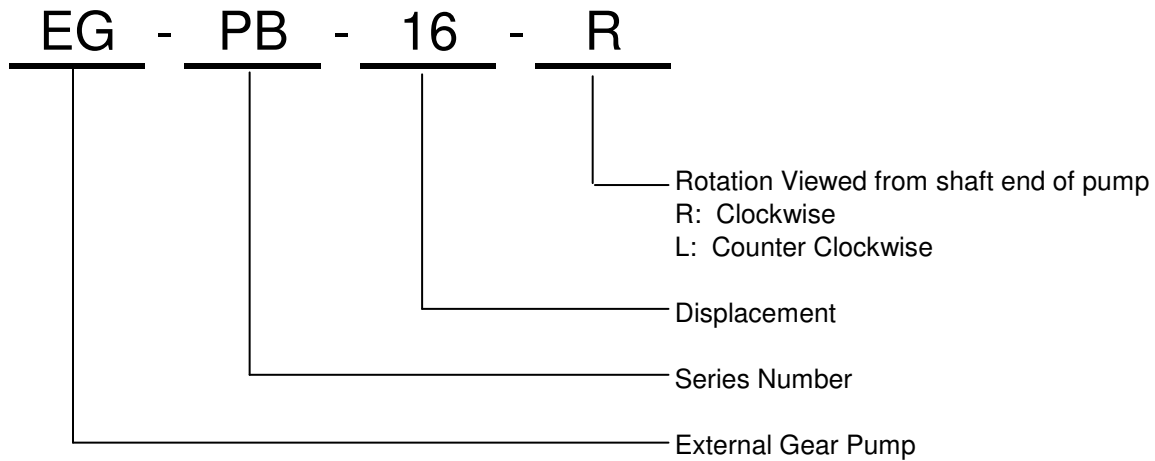 EG - PB - 16 - R
Rotation Viewed from shaft end of pump
R: Clockwise
L: Counter Clockwise
Displacement
Series Number
External Gear Pump